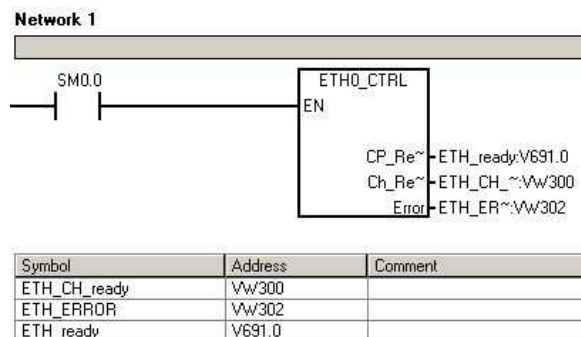 Network 1
SM0.0
ETH0_CTRL
EN
CP_Re~ ETH_ready:V691.0
Ch_Re~ ETH_CH_~:VW300
Error ETH_ER~:VW302
Symbol Address Comment
ETH_CH_ready VW300
ETH_ERROR VW302
ETH_ready V691.0